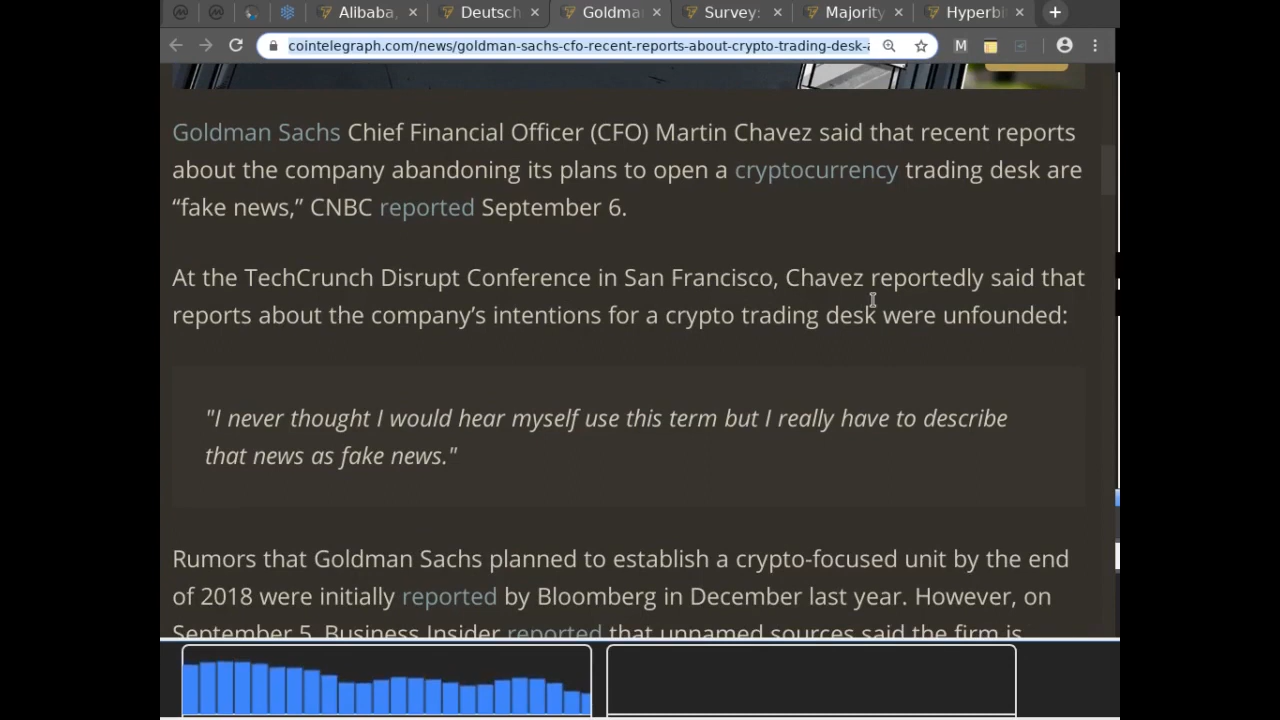 Alibaba, × Deutsch × Goldma × Survey: × Majority × Hyperbi × +
cointelegraph.com/news/goldman-sachs-cfo-recent-reports-about-crypto-trading-desk- M
Goldman Sachs Chief Financial Officer (CFO) Martin Chavez said that recent reports
about the company abandoning its plans to open a cryptocurrency trading desk are
“fake news,” CNBC reported September 6.
At the TechCrunch Disrupt Conference in San Francisco, Chavez reportedly said that
reports about the company’s intentions for a crypto trading desk were unfounded:
"I never thought I would hear myself use this term but I really have to describe
that news as fake news."
Rumors that Goldman Sachs planned to establish a crypto-focused unit by the end
of 2018 were initially reported by Bloomberg in December last year. However, on
September 5, Business Insider reported that unnamed sources said the firm is